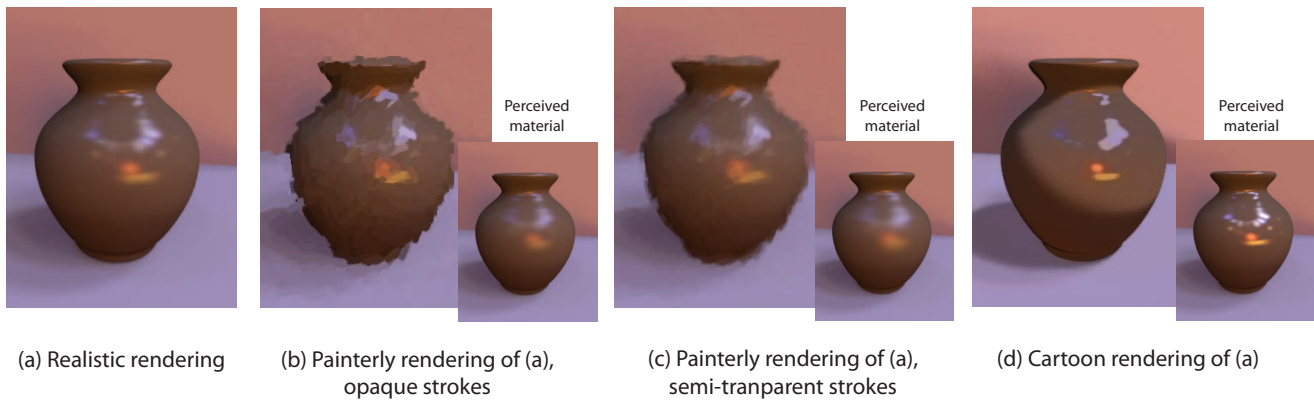 Perceived
material
Perceived
material
Perceived
material
(a) Realistic rendering
(b) Painterly rendering of (a),
opaque strokes
(c) Painterly rendering of (a),
semi-tranparent strokes
(d) Cartoon rendering of (a)